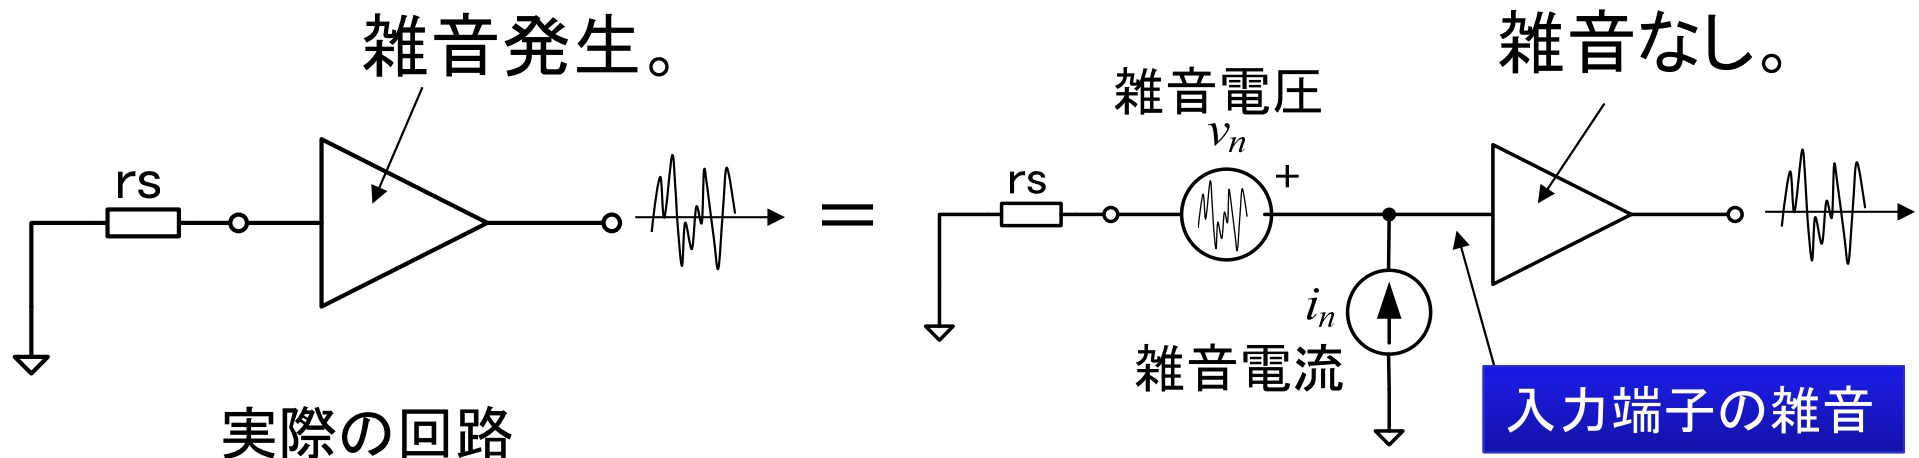 雑音発生。
rs
実際の回路
=
雑音なし。
雑音電圧
vn
rs
+
in
雑音電流
入力端子の雑音